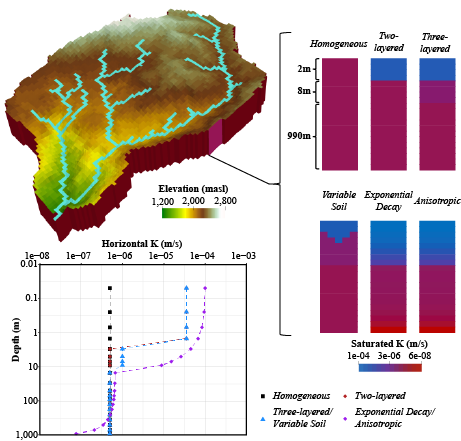 Homogeneous
Two-
layered
Three-
layered
2m
8m
990m
Elevation (masl)
1,200 2,000 2,800
Variable
Soil
Exponential
Decay
Anisotropic
Horizontal K (m/s)
1e−08 1e−07 1e−06 1e−05 1e−04 1e−03
0.01
0.1
1
10
100
1,000
Depth (m)
Saturated K (m/s)
1e-04 3e-06 6e-08
Homogeneous
Two-layered
Three-layered/
Variable Soil
Exponential Decay/
Anisotropic